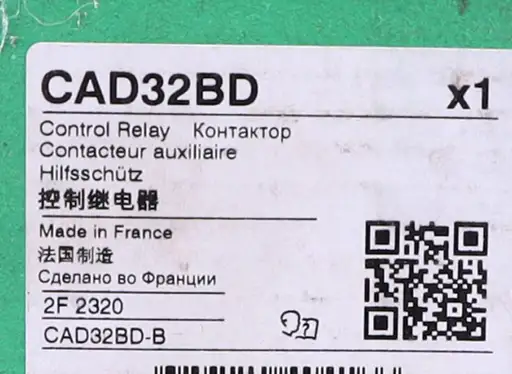 CAD32BD x1
Control Relay Контактор
Contacteur auxiliaire
Hilfsschütz
控制继电器
Made in France
法国制造
Сделано во Франции
2F 2320
CAD32BD-B